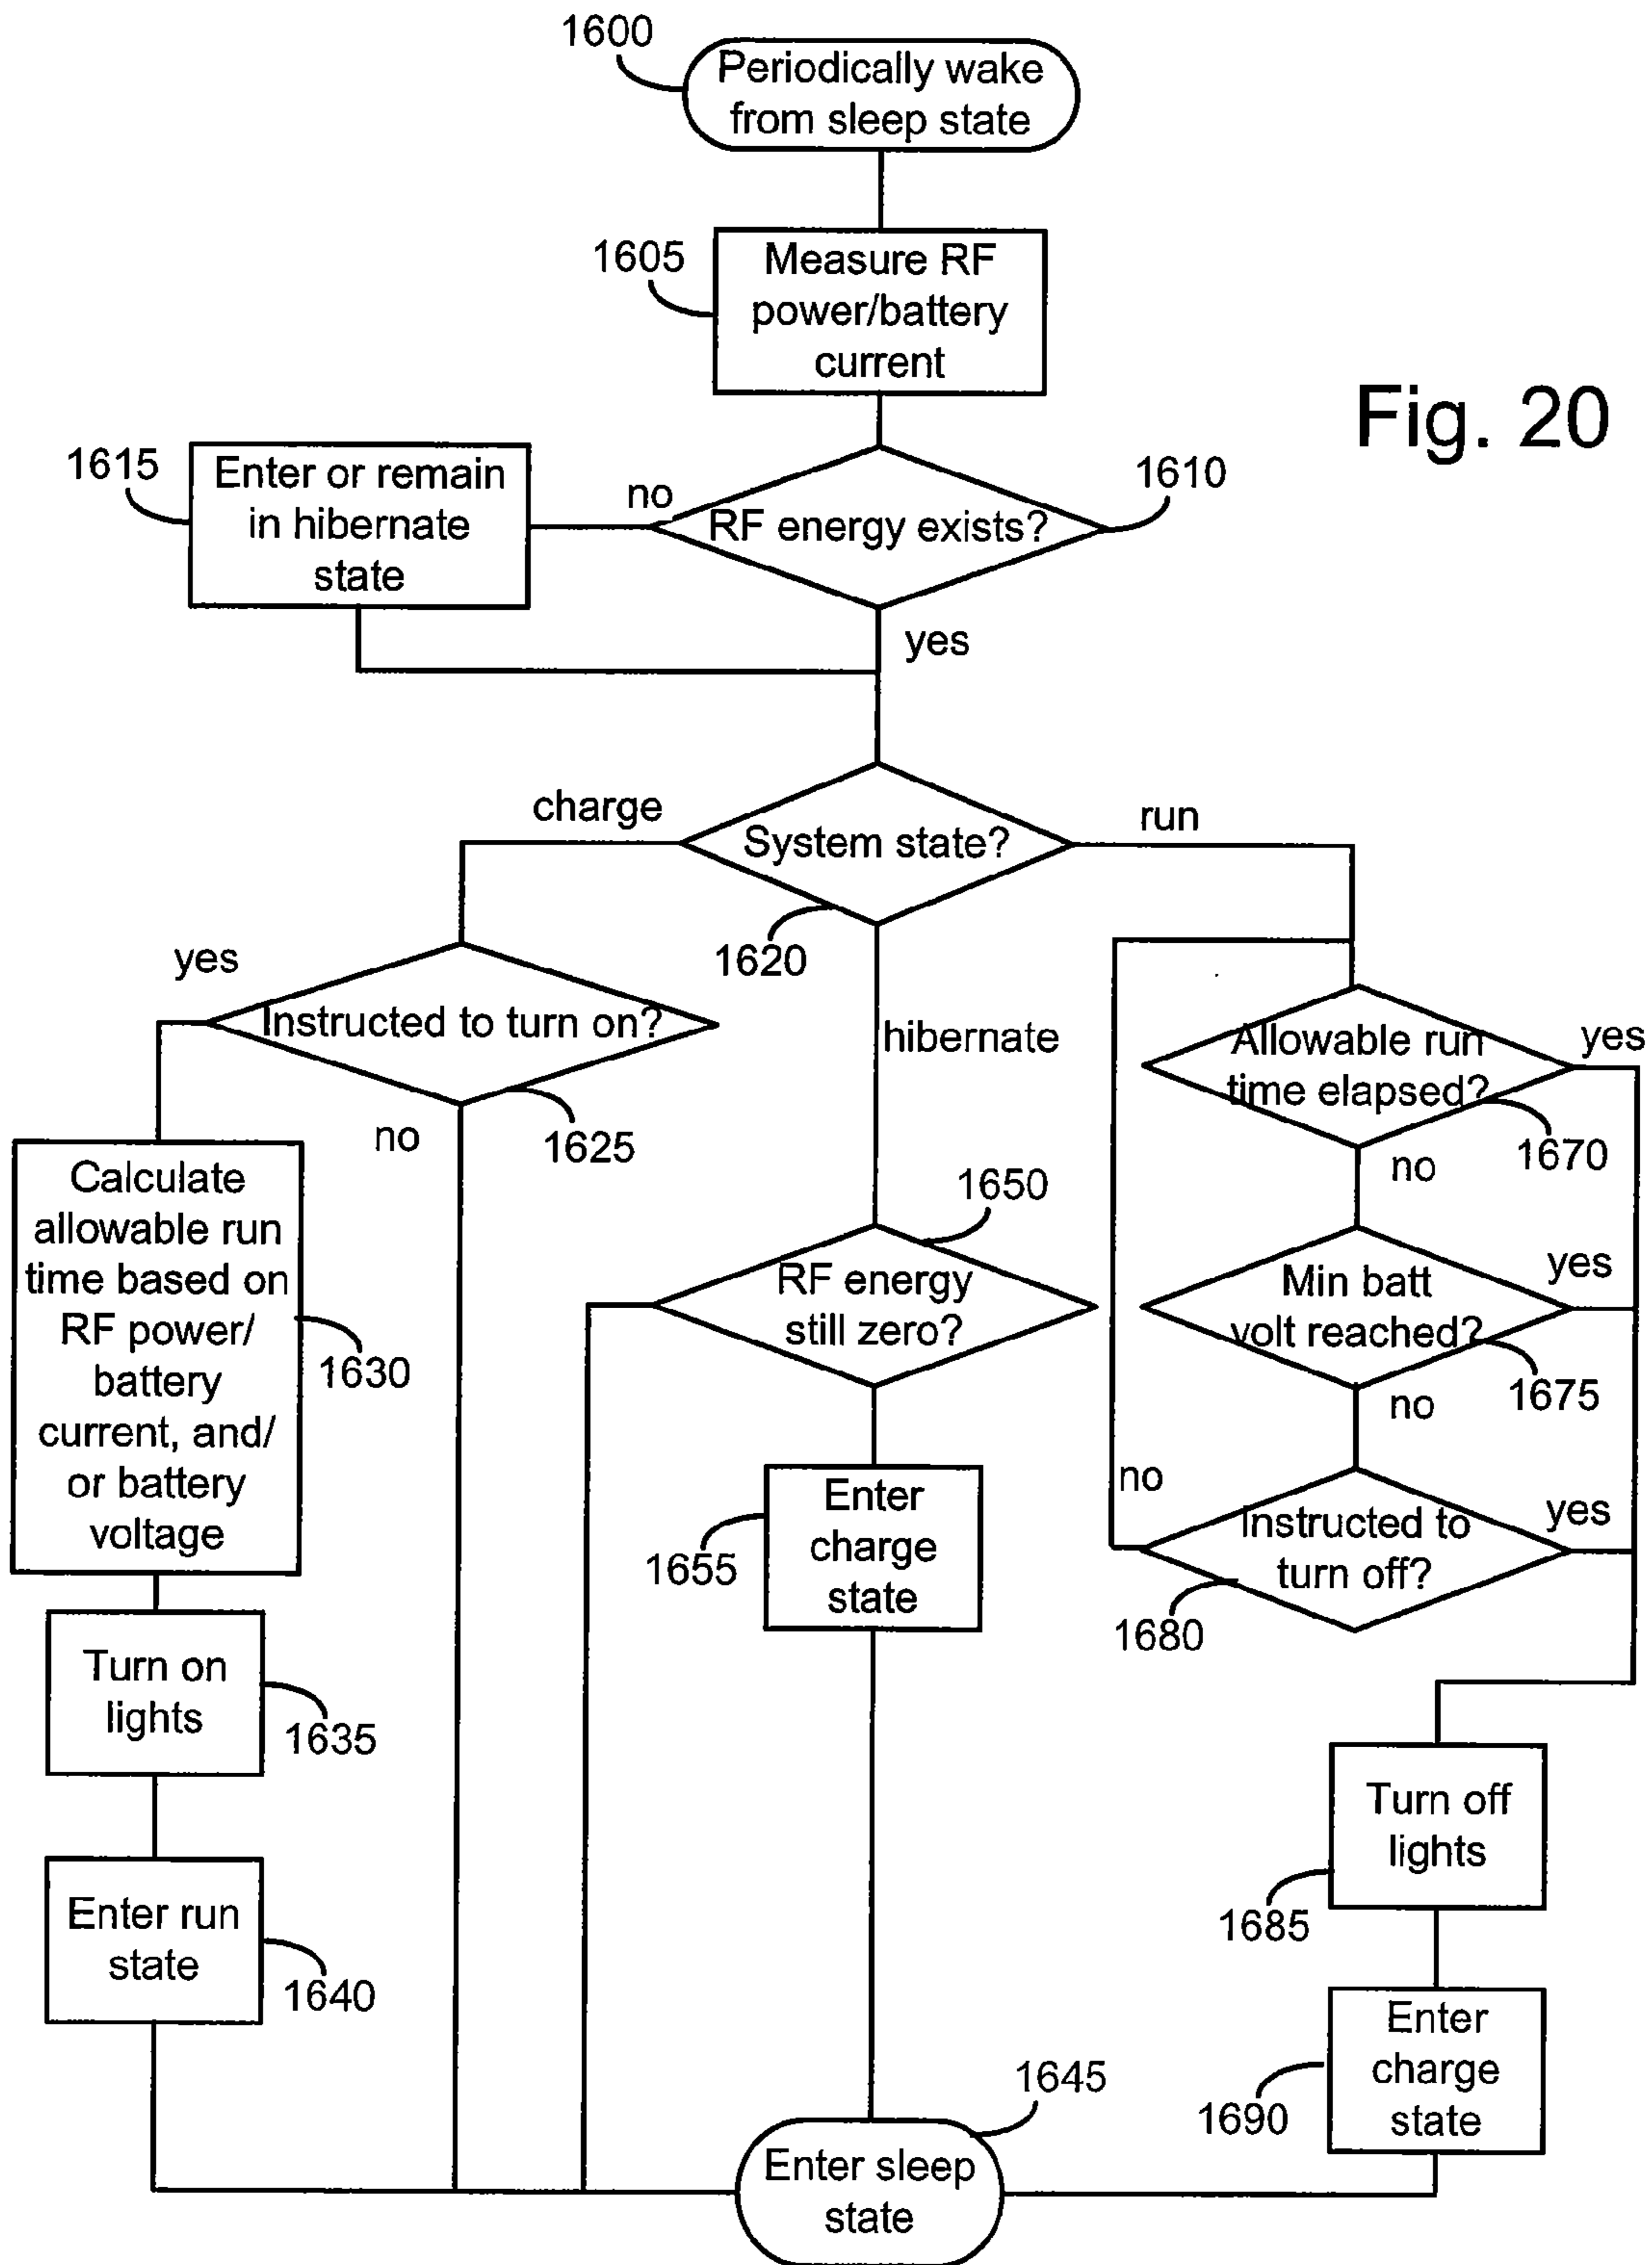 1600
Periodically wake
from sleep state
1605
Measure RF
power/battery
current
Fig. 20
1615
Enter or remain
in hibernate
state
no
RF energy exists?
1610
yes
charge
System state?
run
1620
yes
Instructed to turn on?
no
1625
hibernate
Allowable run
time elapsed?
yes
1670
no
Calculate
allowable run
time based on
RF power/
battery
current, and/
or battery
voltage
1630
1650
RF energy
still zero?
Min batt
volt reached?
yes
1675
no
1655
Enter
charge
state
no
Instructed to
turn off?
yes
1680
Turn on
lights
1635
Turn off
lights
1685
Enter run
state
1640
Enter
charge
state
1690
1645
Enter sleep
state